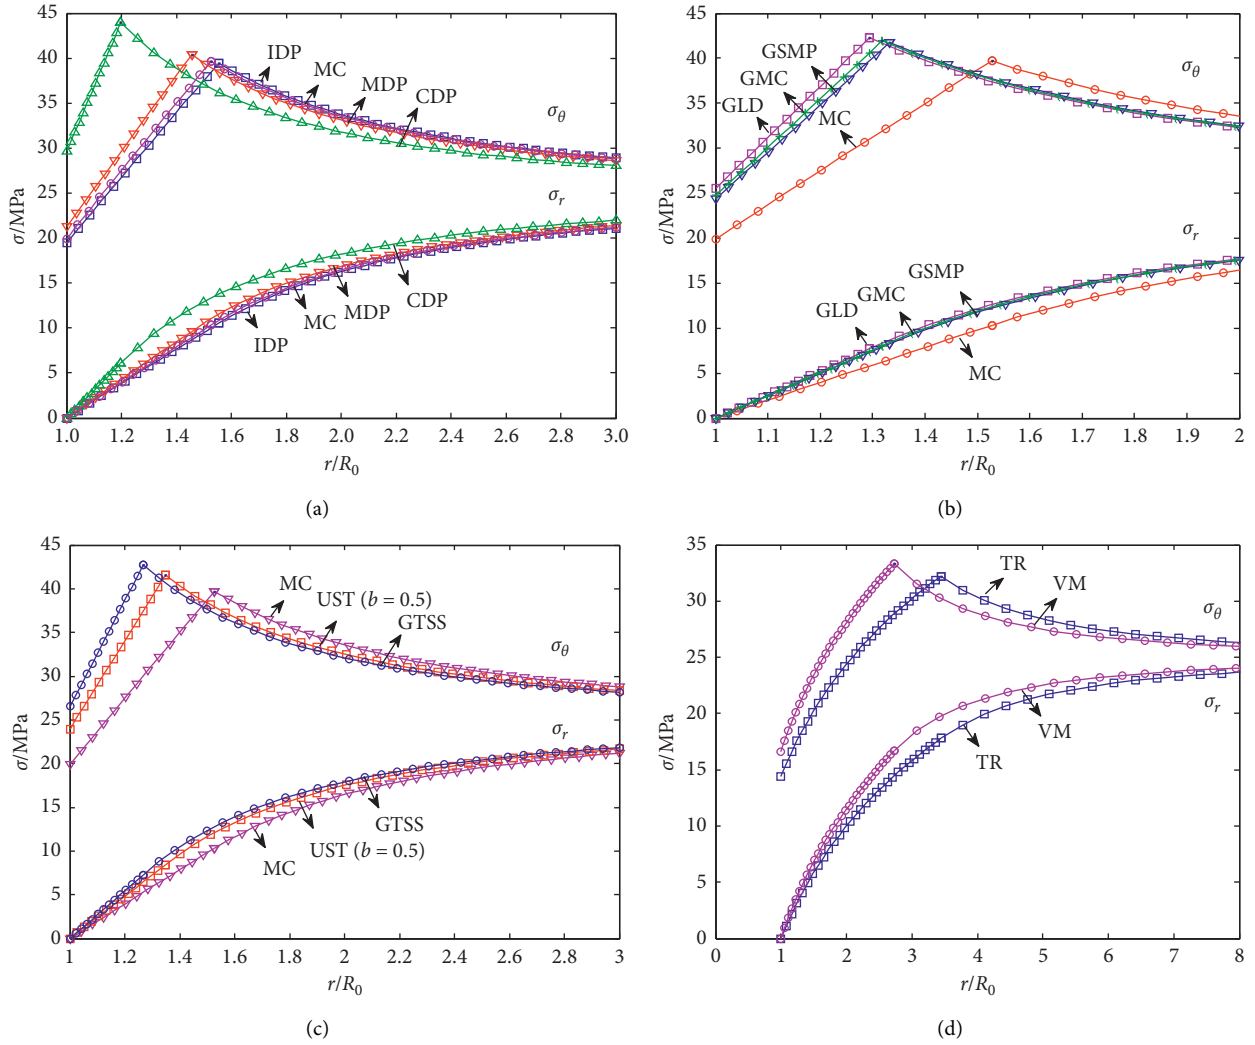 45
40
35
30
25
20
15
10
5
0
σ/MPa
IDP
MC
MDP
CDP
σθ
σr
CDP
MDP
MC
IDP
1.0 1.2 1.4 1.6 1.8 2.0 2.2 2.4 2.6 2.8 3.0
r/R0
(a)
45
40
35
30
25
20
15
10
5
0
σ/MPa
GSMP
GMC
GLD
MC
σθ
σr
GSMP
GMC
GLD
MC
1 1.1 1.2 1.3 1.4 1.5 1.6 1.7 1.8 1.9 2
r/R0
(b)
45
40
35
30
25
20
15
10
5
0
σ/MPa
MC
UST (b = 0.5)
GTSS
σθ
σr
GTSS
UST (b = 0.5)
MC
1 1.2 1.4 1.6 1.8 2 2.2 2.4 2.6 2.8 3
r/R0
(c)
35
30
25
20
15
10
5
0
σ/MPa
TR
VM
σθ
σr
VM
TR
0 1 2 3 4 5 6 7 8
r/R0
(d)